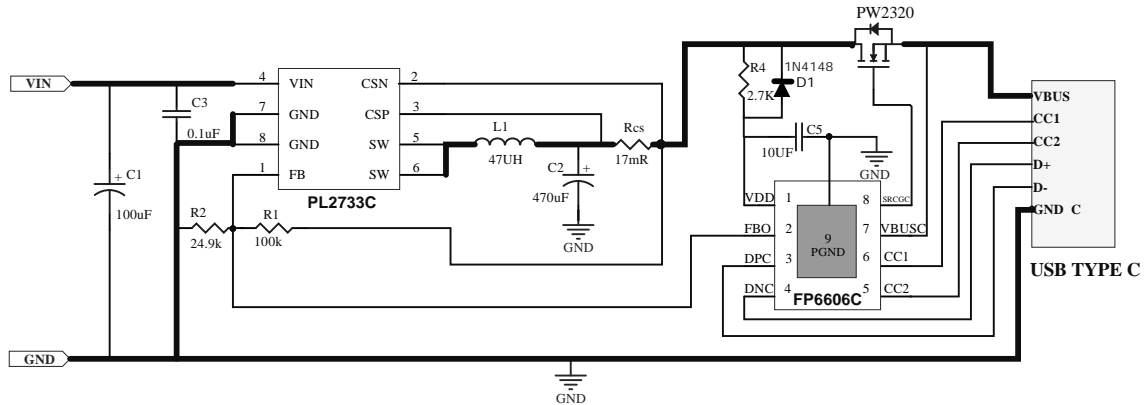 PW2320
VIN
C3
0.1uF
C1
100uF
4 VIN CSN 2
7 GND CSP 3
8 GND SW 5
1 FB SW 6
PL2733C
L1
47UH
C2
470uF
GND
Rcs
17mR
R4
2.7K
1N4148
D1
C5
10UF
GND
R2
24.9k
R1
100k
VDD 1 8 SRCGC
FBO 2 7 VBUSC
DPC 3 6 CC1
DNC 4 5 CC2
9
PGND
FP6606C
VBUS
CC1
CC2
D+
D-
GND C
USB TYPE C
GND
GND